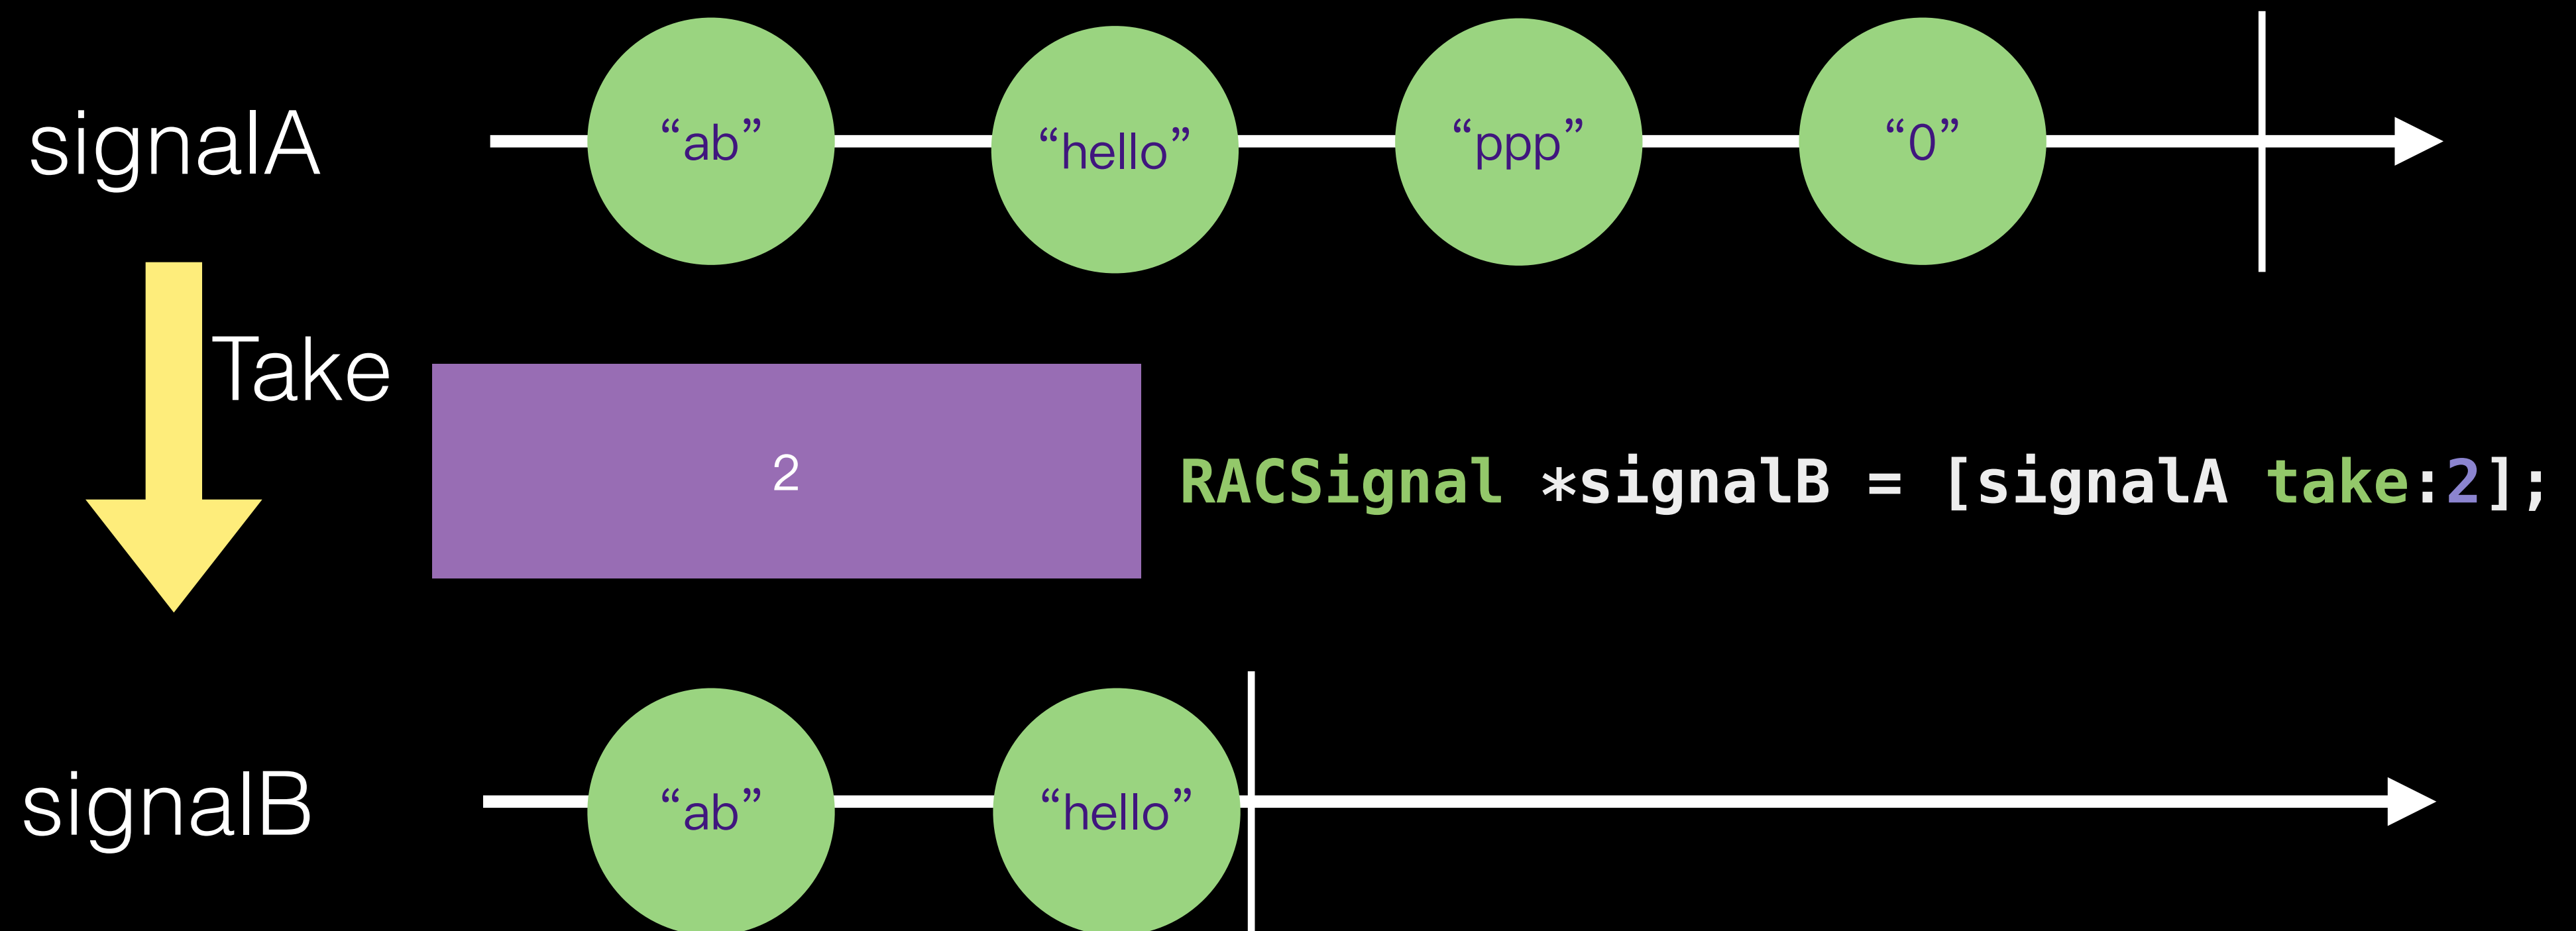 signalA
“ab”
“hello”
“ppp”
“0”
Take
2
RACSignal *signalB = [signalA take:2];
signalB
“ab”
“hello”